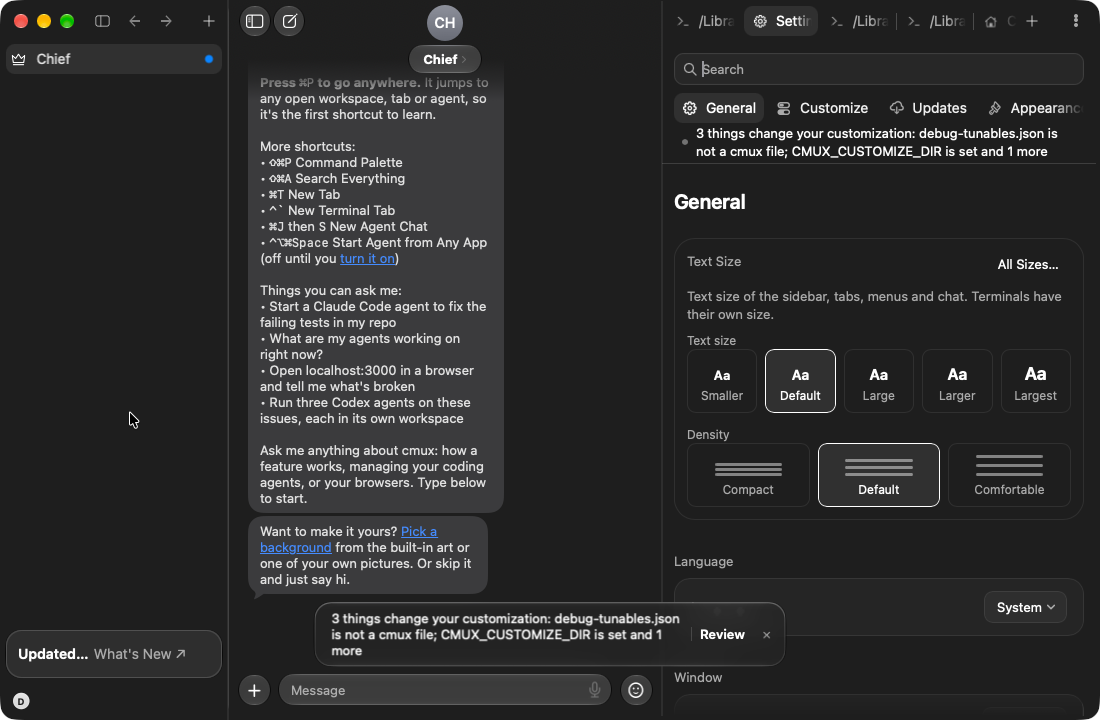 Chief
Updated... What's New ↗
D
CH
Chief
Press ⌘P to go anywhere. It jumps to
any open workspace, tab or agent, so
it's the first shortcut to learn.
More shortcuts:
• ⇧⌘P Command Palette
• ⇧⌘A Search Everything
• ⌘T New Tab
• ^` New Terminal Tab
• ⌘J then S New Agent Chat
• ^⌥⌘Space Start Agent from Any App
(off until you turn it on)
Things you can ask me:
• Start a Claude Code agent to fix the
failing tests in my repo
• What are my agents working on
right now?
• Open localhost:3000 in a browser
and tell me what's broken
• Run three Codex agents on these
issues, each in its own workspace
Ask me anything about cmux: how a
feature works, managing your coding
agents, or your browsers. Type below
to start.
Want to make it yours? Pick a
background from the built-in art or
one of your own pictures. Or skip it
and just say hi.
3 things change your customization: debug-tunables.json
is not a cmux file; CMUX_CUSTOMIZE_DIR is set and 1
more
Review
Message
/Libra
Settin
/Libra
/Libra
Search
General
Customize
Updates
Appearanc
3 things change your customization: debug-tunables.json is
not a cmux file; CMUX_CUSTOMIZE_DIR is set and 1 more
General
Text Size
All Sizes...
Text size of the sidebar, tabs, menus and chat. Terminals have
their own size.
Text size
Aa Aa Aa Aa Aa
Smaller Default Large Larger Largest
Density
Compact Default Comfortable
Language
System
Window